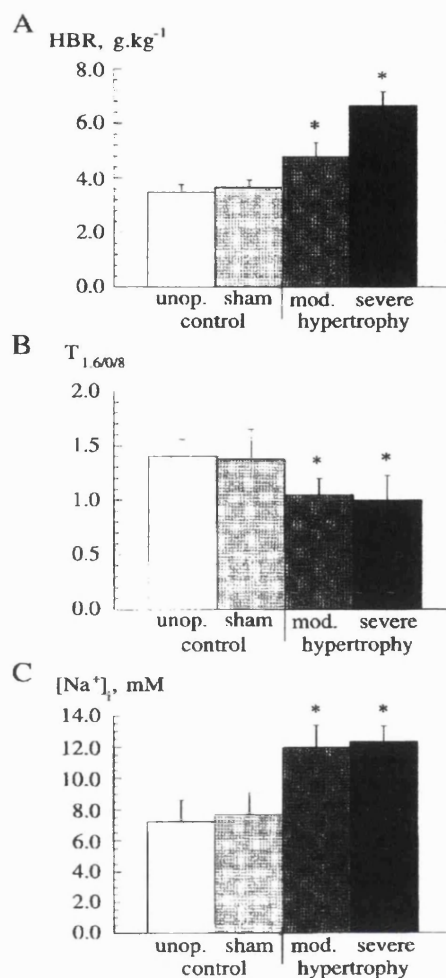 A
HBR, g.kg⁻¹
8.0
6.0
4.0
2.0
0.0
* *
unop. sham mod. severe
control hypertrophy
B
T1.6/0/8
2.0
1.5
1.0
0.5
0.0
* *
unop. sham mod. severe
control hypertrophy
C
[Na⁺]i, mM
14.0
12.0
10.0
8.0
6.0
4.0
2.0
0.0
* *
unop. sham mod. severe
control hypertrophy